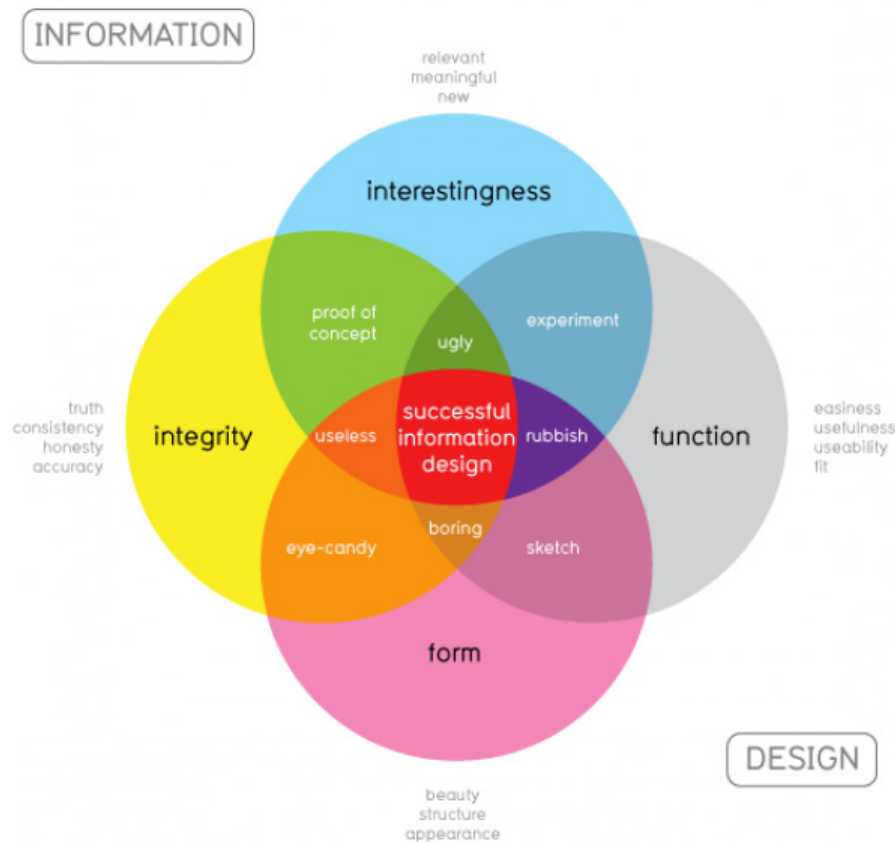 INFORMATION
relevant
meaningful
new
interestingness
proof of
concept
ugly
experiment
truth
consistency
honesty
accuracy
integrity
useless
successful
information
design
rubbish
function
easiness
usefulness
useability
fit
eye-candy
boring
sketch
form
DESIGN
beauty
structure
appearance